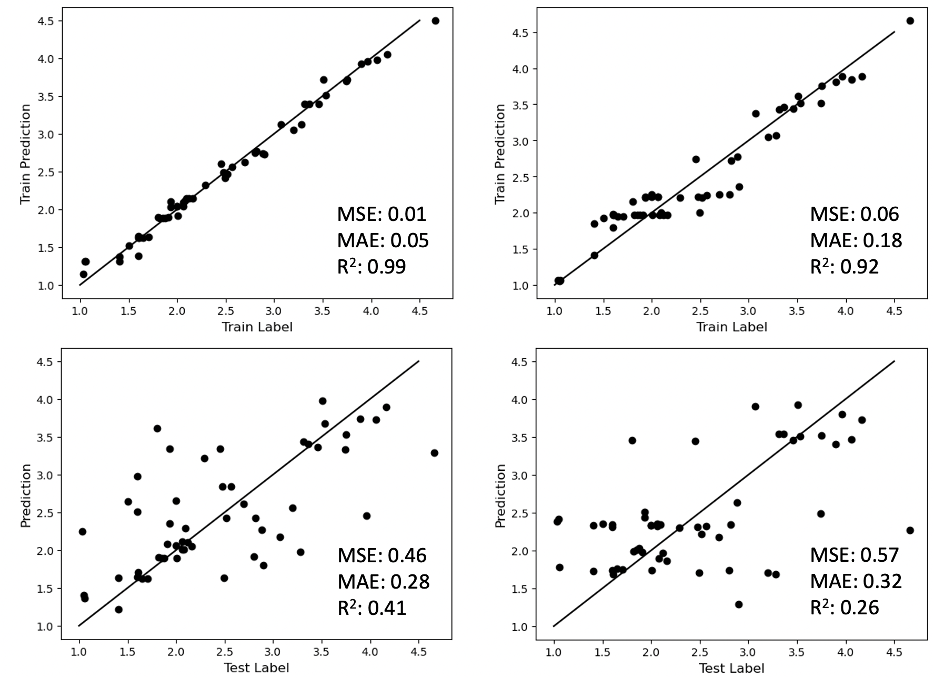 4.5
4.0
3.5
3.0
2.5
2.0
1.5
1.0
Train Prediction
MSE: 0.01
MAE: 0.05
R²: 0.99
1.0 1.5 2.0 2.5 3.0 3.5 4.0 4.5
Train Label
4.5
4.0
3.5
3.0
2.5
2.0
1.5
1.0
Train Prediction
MSE: 0.06
MAE: 0.18
R²: 0.92
1.0 1.5 2.0 2.5 3.0 3.5 4.0 4.5
Train Label
4.5
4.0
3.5
3.0
2.5
2.0
1.5
1.0
Prediction
MSE: 0.46
MAE: 0.28
R²: 0.41
1.0 1.5 2.0 2.5 3.0 3.5 4.0 4.5
Test Label
4.5
4.0
3.5
3.0
2.5
2.0
1.5
1.0
Prediction
MSE: 0.57
MAE: 0.32
R²: 0.26
1.0 1.5 2.0 2.5 3.0 3.5 4.0 4.5
Test Label